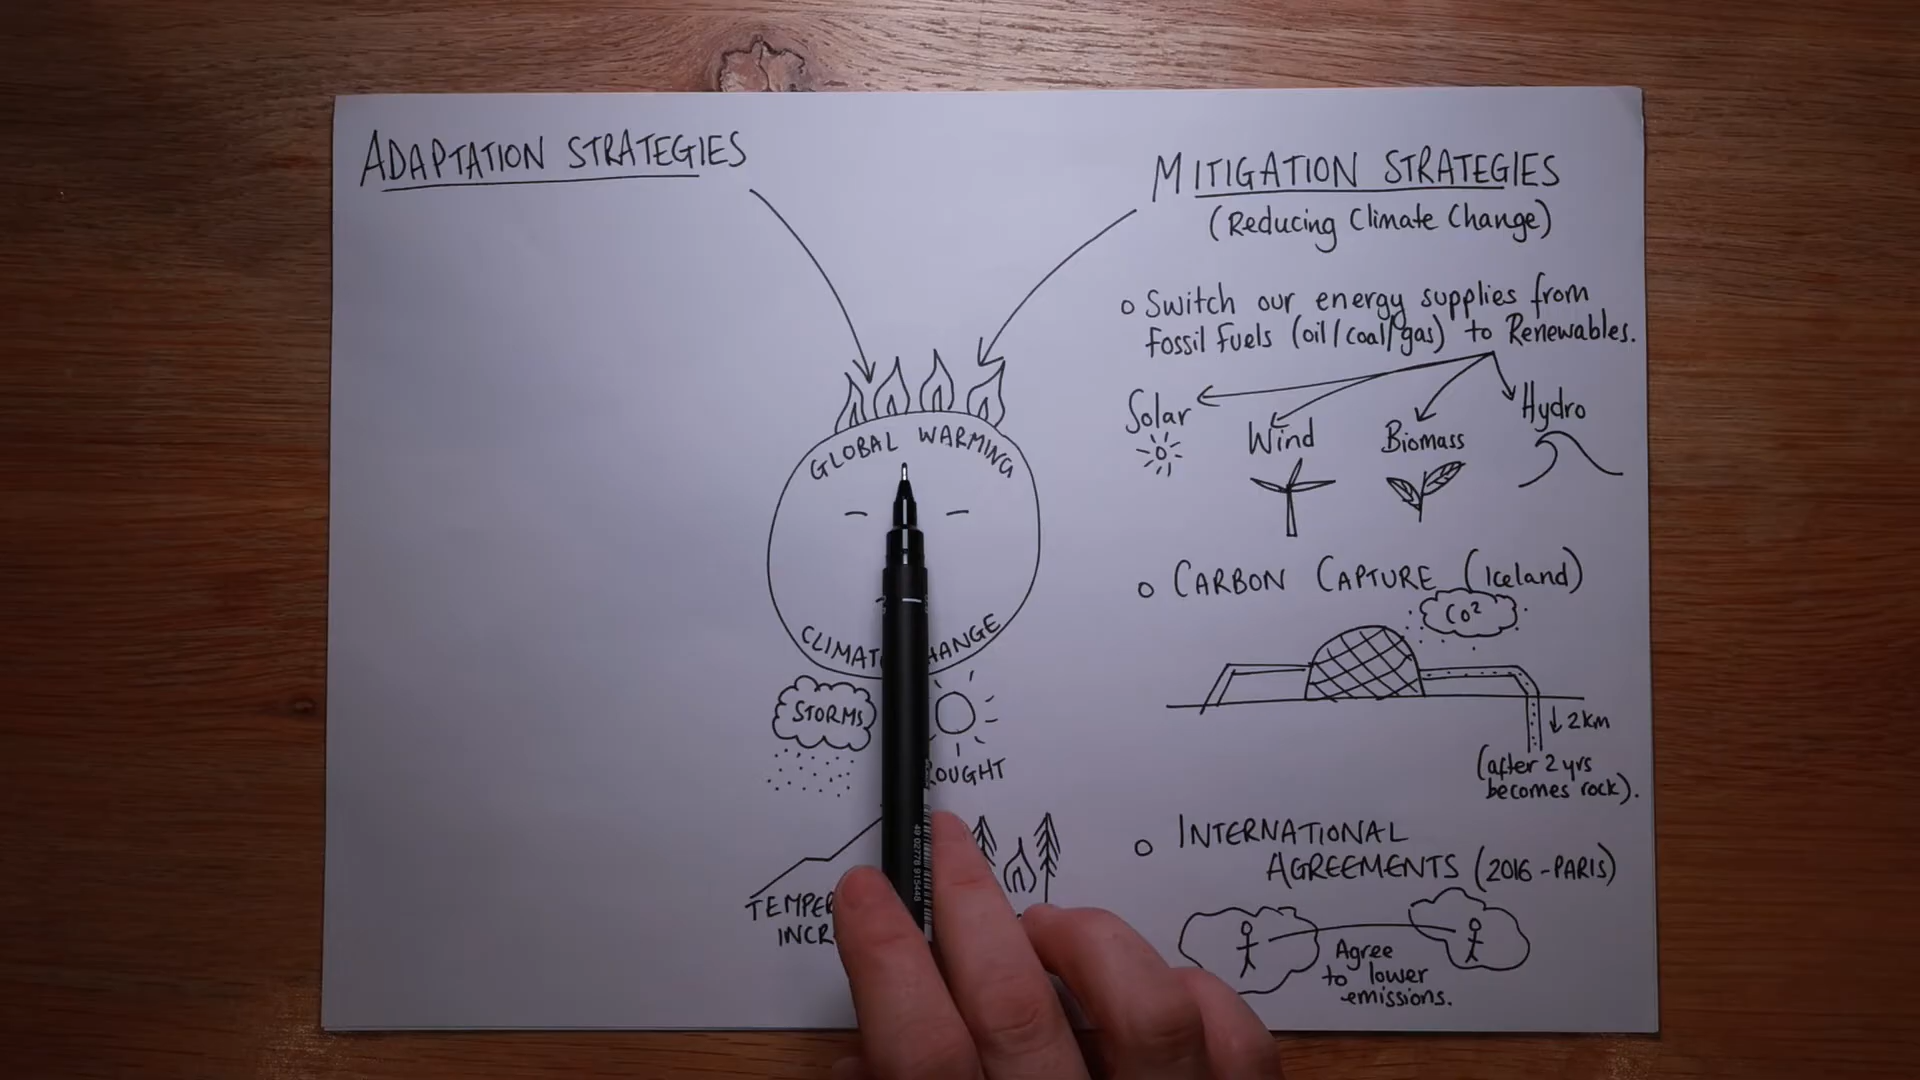 ADAPTATION STRATEGIES
MITIGATION STRATEGIES
(Reducing Climate Change)
Switch our energy supplies from
Fossil Fuels (oil/coal/gas) to Renewables.
Solar
Wind
Biomass
Hydro
GLOBAL WARMING
CARBON CAPTURE (Iceland)
CO²
↓2km
(after 2 yrs
becomes rock).
STORMS
INTERNATIONAL
AGREEMENTS (2016-PARIS)
Agree
to lower
emissions.